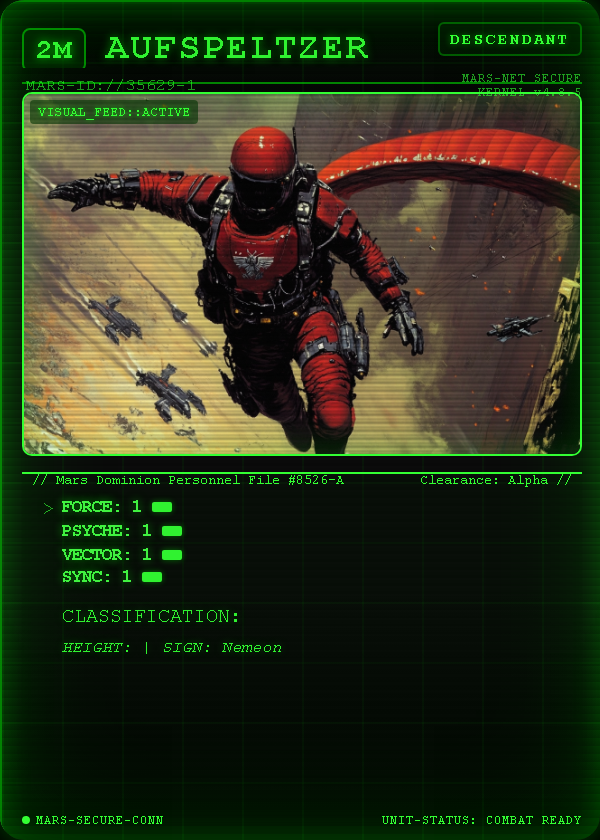 2M AUFSPELTZER DESCENDANT
MARS-ID://35629-1
MARS-NET SECURE
KERNEL v4.8.5
VISUAL_FEED::ACTIVE
// Mars Dominion Personnel File #8526-A Clearance: Alpha //
> FORCE: 1
PSYCHE: 1
VECTOR: 1
SYNC: 1
CLASSIFICATION:
HEIGHT: | SIGN: Nemeon
MARS-SECURE-CONN UNIT-STATUS: COMBAT READY